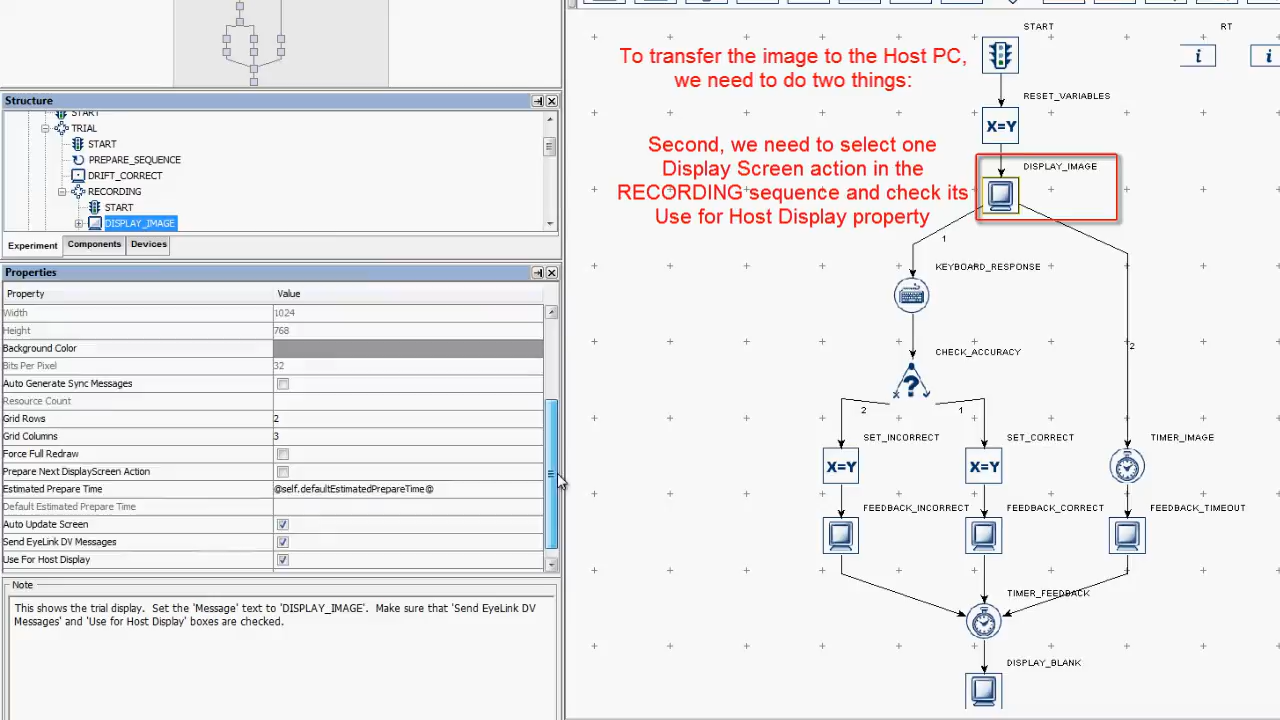 Structure
START
TRIAL
START
PREPARE_SEQUENCE
DRIFT_CORRECT
RECORDING
START
DISPLAY_IMAGE
Experiment Components Devices
Properties
Property Value
Width 1024
Height 768
Background Color
Bits Per Pixel 32
Auto Generate Sync Messages
Resource Count
Grid Rows 2
Grid Columns 3
Force Full Redraw
Prepare Next DisplayScreen Action
Estimated Prepare Time @self.defaultEstimatedPrepareTime@
Default Estimated Prepare Time
Auto Update Screen
Send EyeLink DV Messages
Use For Host Display
Note
This shows the trial display. Set the 'Message' text to 'DISPLAY_IMAGE'. Make sure that 'Send EyeLink DV
Messages' and 'Use for Host Display' boxes are checked.
To transfer the image to the Host PC,
we need to do two things:
Second, we need to select one
Display Screen action in the
RECORDING sequence and check its
Use for Host Display property
START
RT
i i
RESET_VARIABLES
X=Y
DISPLAY_IMAGE
1
KEYBOARD_RESPONSE
2
CHECK_ACCURACY
?
2 1
SET_INCORRECT SET_CORRECT TIMER_IMAGE
X=Y X=Y
FEEDBACK_INCORRECT FEEDBACK_CORRECT FEEDBACK_TIMEOUT
TIMER_FEEDBACK
DISPLAY_BLANK